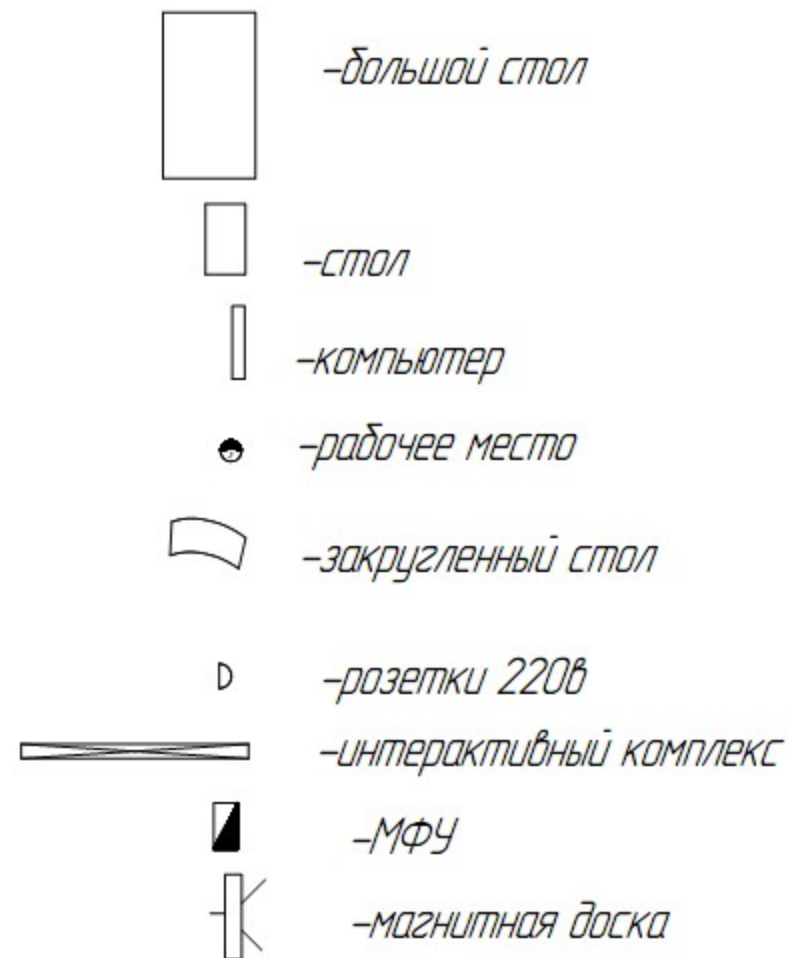 -большой стол
-стол
-компьютер
-рабочее место
-закругленный стол
-розетки 220в
-интерактивный комплекс
-МФУ
-магнитная доска